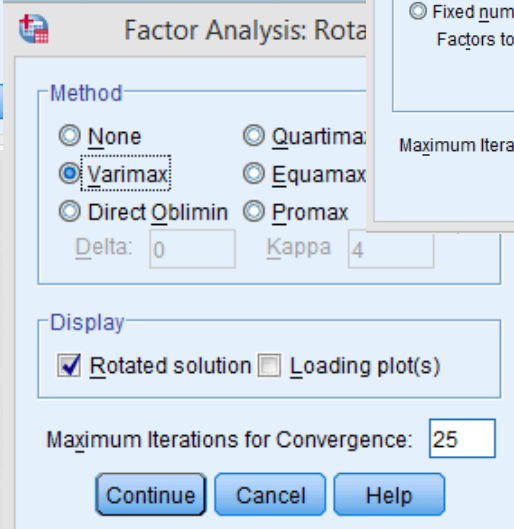 Factor Analysis: Rota
Fixed num
Factors to
Maximum Itera
Method
None
Quartimax
Varimax
Equamax
Direct Oblimin
Promax
Delta: 0
Kappa 4
Display
Rotated solution
Loading plot(s)
Maximum Iterations for Convergence: 25
Continue
Cancel
Help